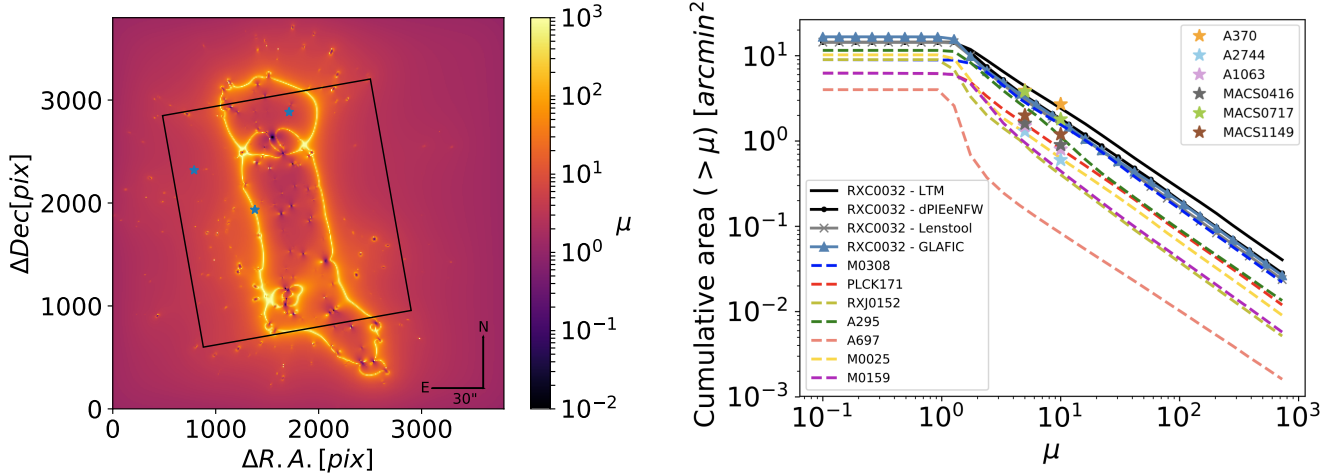 ΔDec[pix]
3000
2000
1000
0
0
1000
2000
3000
ΔR.A.[pix]
N
E
30"
10³
10²
10¹
10⁰
10⁻¹
10⁻²
μ
Cumulative area (>μ) [arcmin²]
10¹
10⁰
10⁻¹
10⁻²
10⁻³
A370
A2744
A1063
MACS0416
MACS0717
MACS1149
RXC0032 - LTM
RXC0032 - dPIEeNFW
RXC0032 - Lenstool
RXC0032 - GLAFIC
M0308
PLCK171
RXJ0152
A295
A697
M0025
M0159
10⁻¹
10⁰
10¹
10²
10³
μ